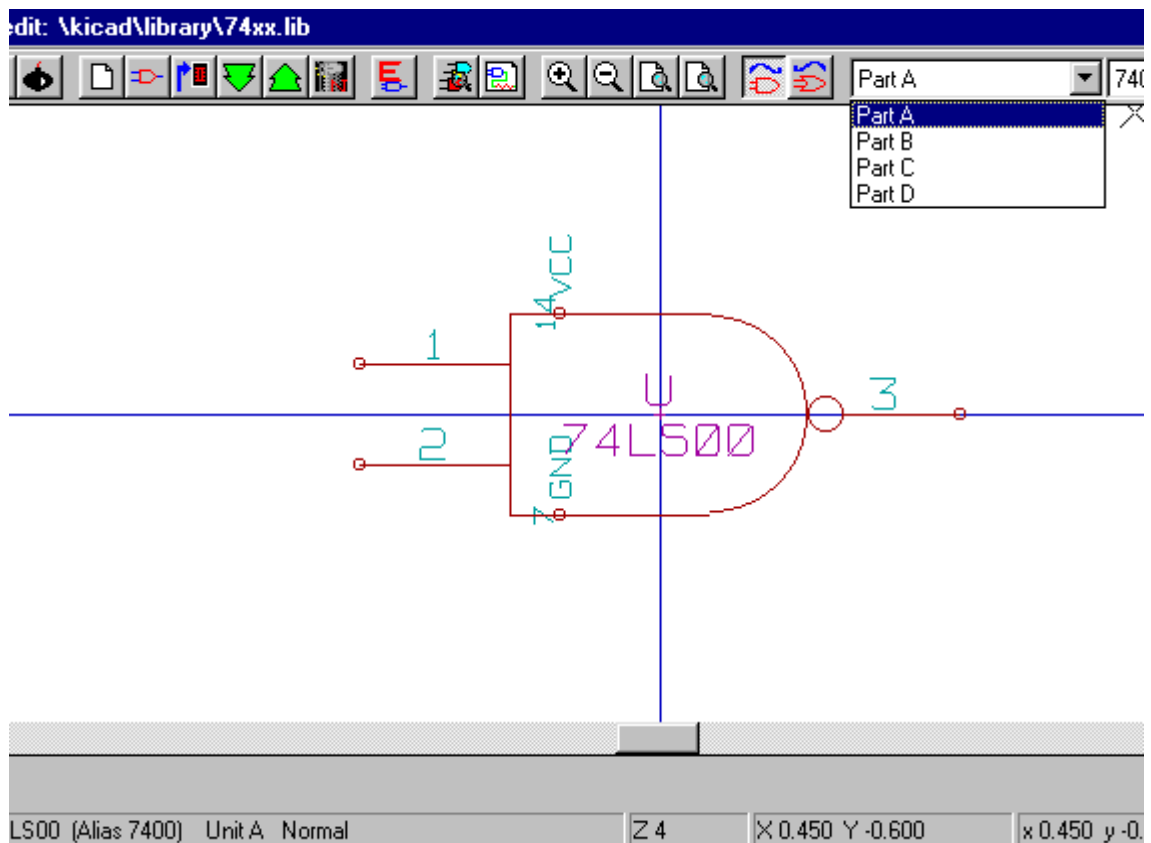 edit: \kicad\library\74xx.lib
Part A
740
Part A
Part B
Part C
Part D
VCC
14
1
U
3
2
74LS00
GND
7
LS00 (Alias 7400) Unit A Normal
Z 4
X 0.450 Y -0.600
x 0.450 y -0.